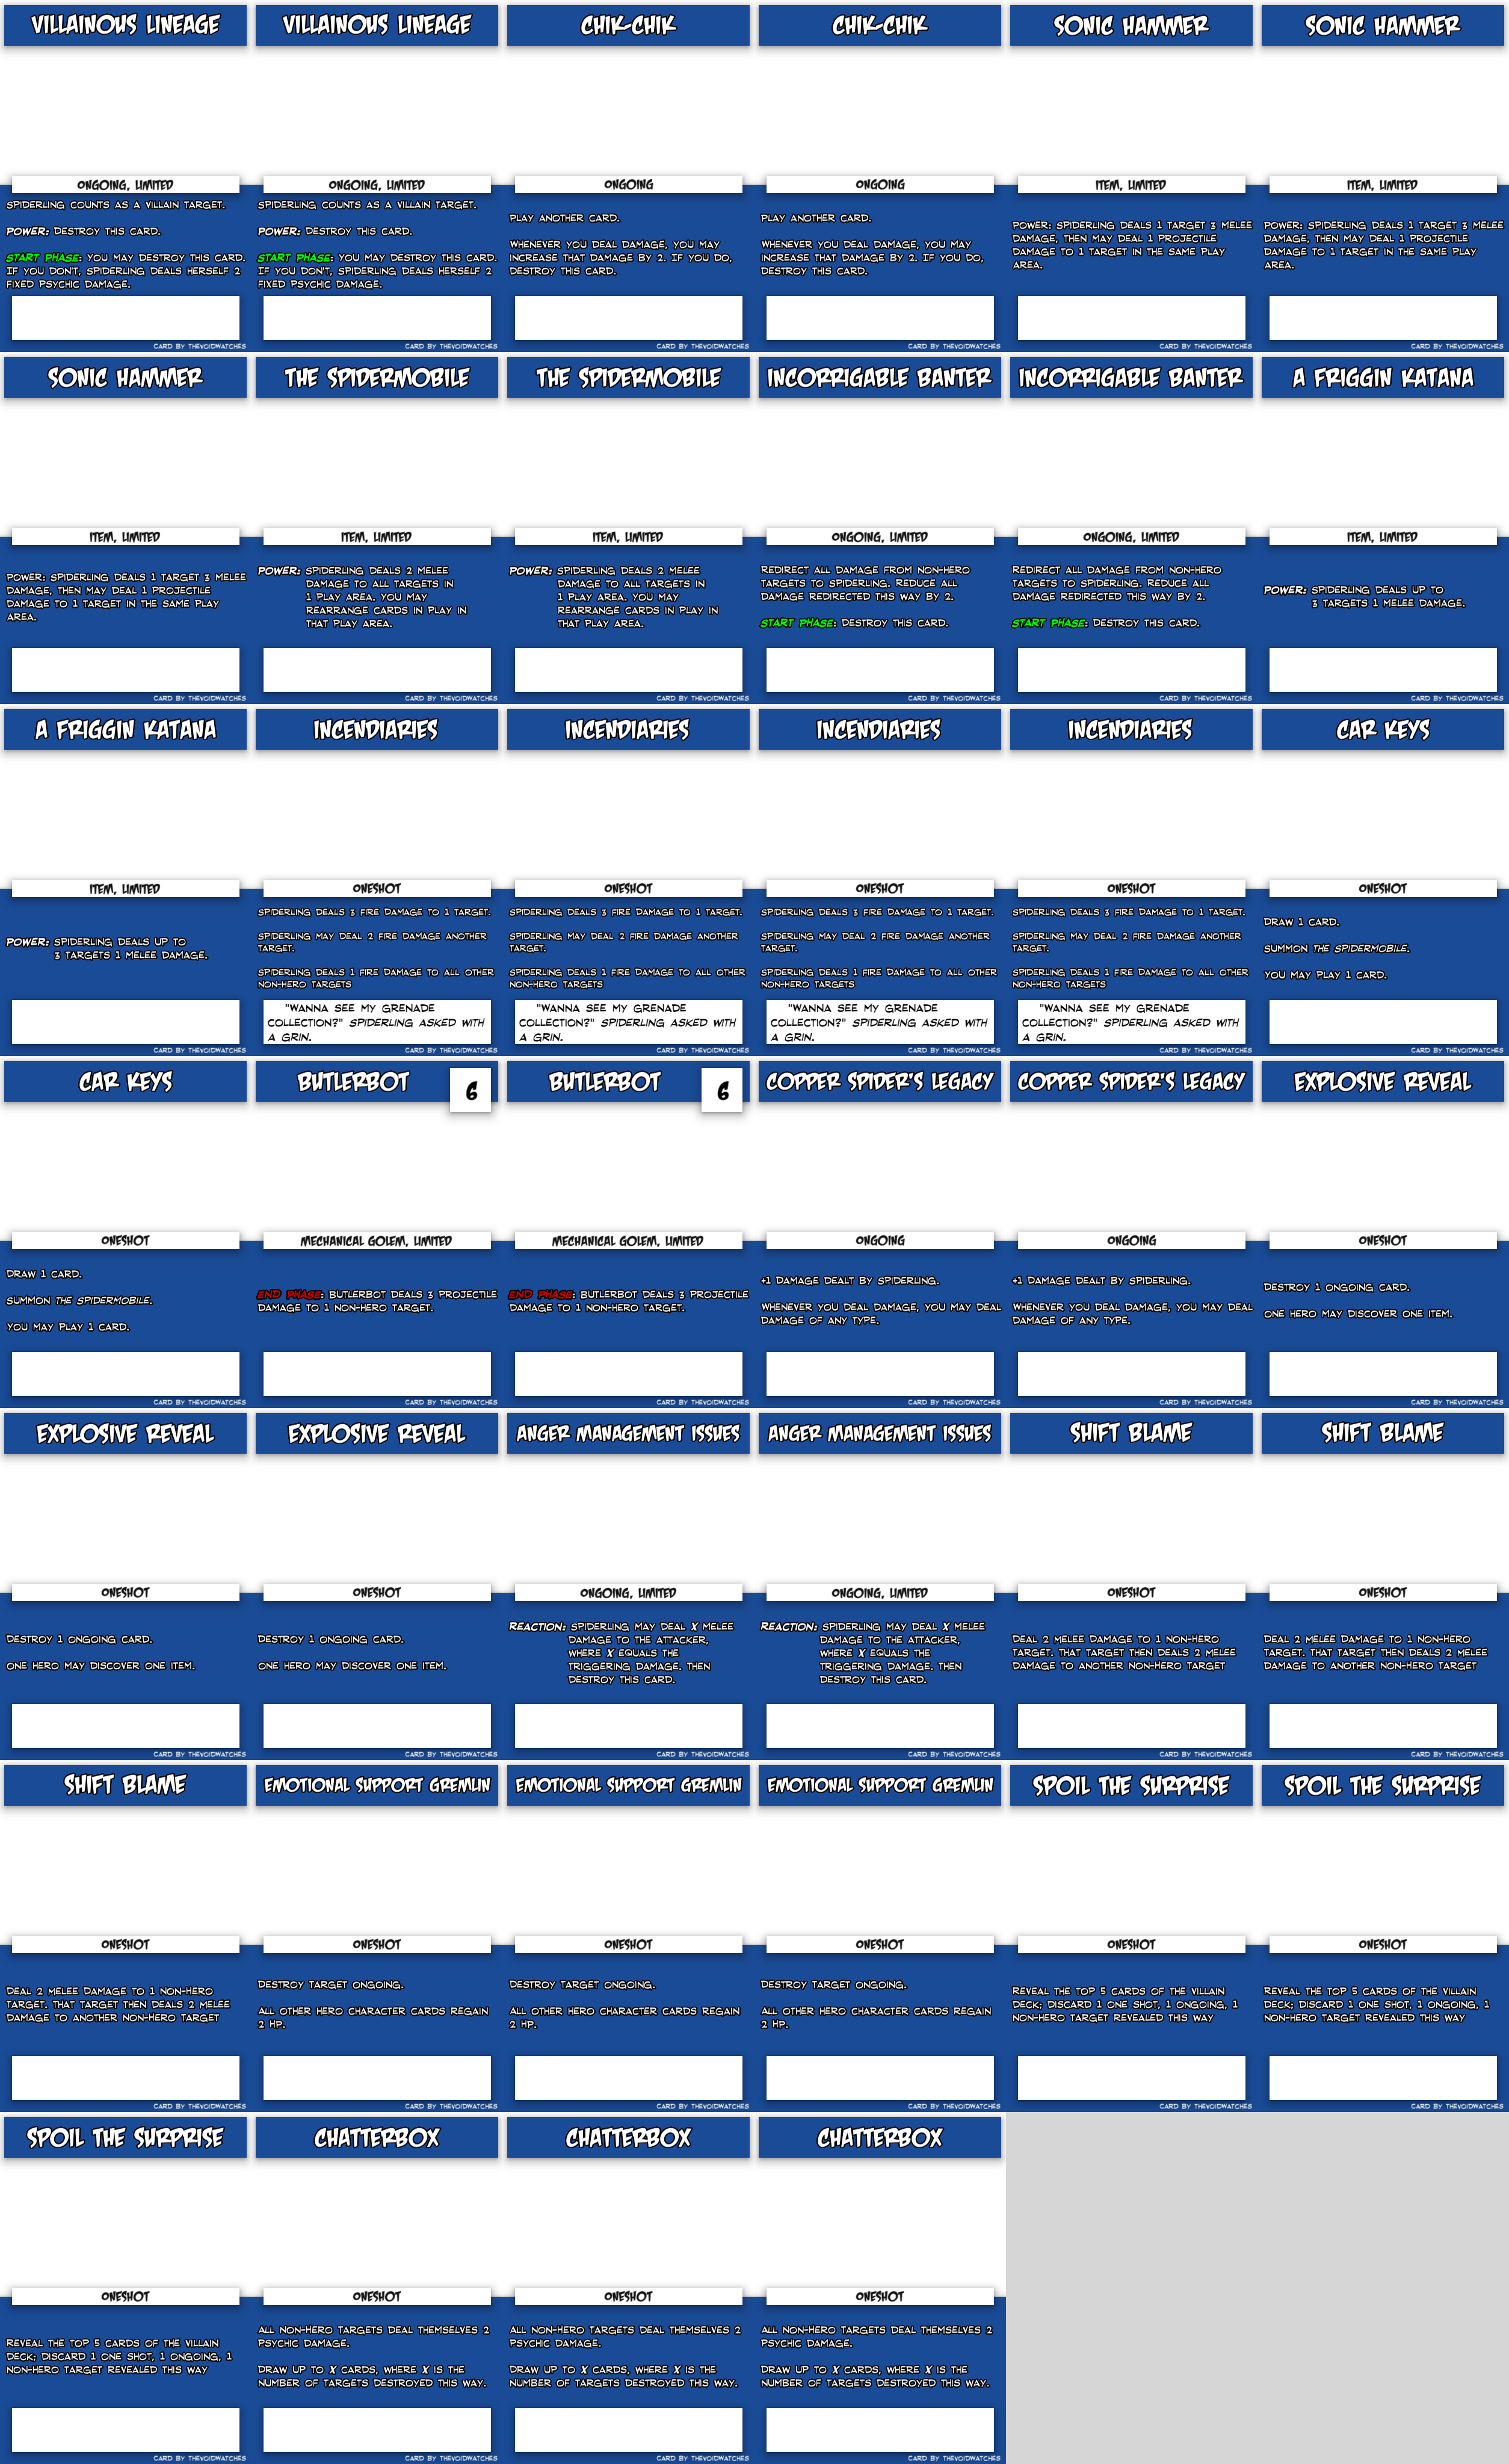 VILLAINOUS LINEAGE
ONGOING, LIMITED
SPIDERLING COUNTS AS A VILLAIN TARGET.
POWER: DESTROY THIS CARD.
START PHASE: YOU MAY DESTROY THIS CARD.
IF YOU DON'T, SPIDERLING DEALS HERSELF 2
FIXED PSYCHIC DAMAGE.
CARD BY THEVOIDWATCHES
VILLAINOUS LINEAGE
ONGOING, LIMITED
SPIDERLING COUNTS AS A VILLAIN TARGET.
POWER: DESTROY THIS CARD.
START PHASE: YOU MAY DESTROY THIS CARD.
IF YOU DON'T, SPIDERLING DEALS HERSELF 2
FIXED PSYCHIC DAMAGE.
CARD BY THEVOIDWATCHES
CHIK-CHIK
ONGOING
PLAY ANOTHER CARD.
WHENEVER YOU DEAL DAMAGE, YOU MAY
INCREASE THAT DAMAGE BY 2. IF YOU DO,
DESTROY THIS CARD.
CARD BY THEVOIDWATCHES
CHIK-CHIK
ONGOING
PLAY ANOTHER CARD.
WHENEVER YOU DEAL DAMAGE, YOU MAY
INCREASE THAT DAMAGE BY 2. IF YOU DO,
DESTROY THIS CARD.
CARD BY THEVOIDWATCHES
SONIC HAMMER
ITEM, LIMITED
POWER: SPIDERLING DEALS 1 TARGET 3 MELEE
DAMAGE, THEN MAY DEAL 1 PROJECTILE
DAMAGE TO 1 TARGET IN THE SAME PLAY
AREA.
CARD BY THEVOIDWATCHES
SONIC HAMMER
ITEM, LIMITED
POWER: SPIDERLING DEALS 1 TARGET 3 MELEE
DAMAGE, THEN MAY DEAL 1 PROJECTILE
DAMAGE TO 1 TARGET IN THE SAME PLAY
AREA.
CARD BY THEVOIDWATCHES
SONIC HAMMER
ITEM, LIMITED
POWER: SPIDERLING DEALS 1 TARGET 3 MELEE
DAMAGE, THEN MAY DEAL 1 PROJECTILE
DAMAGE TO 1 TARGET IN THE SAME PLAY
AREA.
CARD BY THEVOIDWATCHES
THE SPIDERMOBILE
ITEM, LIMITED
POWER: SPIDERLING DEALS 2 MELEE
DAMAGE TO ALL TARGETS IN
1 PLAY AREA. YOU MAY
REARRANGE CARDS IN PLAY IN
THAT PLAY AREA.
CARD BY THEVOIDWATCHES
THE SPIDERMOBILE
ITEM, LIMITED
POWER: SPIDERLING DEALS 2 MELEE
DAMAGE TO ALL TARGETS IN
1 PLAY AREA. YOU MAY
REARRANGE CARDS IN PLAY IN
THAT PLAY AREA.
CARD BY THEVOIDWATCHES
INCORRIGABLE BANTER
ONGOING, LIMITED
REDIRECT ALL DAMAGE FROM NON-HERO
TARGETS TO SPIDERLING. REDUCE ALL
DAMAGE REDIRECTED THIS WAY BY 2.
START PHASE: DESTROY THIS CARD.
CARD BY THEVOIDWATCHES
INCORRIGABLE BANTER
ONGOING, LIMITED
REDIRECT ALL DAMAGE FROM NON-HERO
TARGETS TO SPIDERLING. REDUCE ALL
DAMAGE REDIRECTED THIS WAY BY 2.
START PHASE: DESTROY THIS CARD.
CARD BY THEVOIDWATCHES
A FRIGGIN KATANA
ITEM, LIMITED
POWER: SPIDERLING DEALS UP TO
3 TARGETS 1 MELEE DAMAGE.
CARD BY THEVOIDWATCHES
A FRIGGIN KATANA
ITEM, LIMITED
POWER: SPIDERLING DEALS UP TO
3 TARGETS 1 MELEE DAMAGE.
CARD BY THEVOIDWATCHES
INCENDIARIES
ONESHOT
SPIDERLING DEALS 3 FIRE DAMAGE TO 1 TARGET.
SPIDERLING MAY DEAL 2 FIRE DAMAGE ANOTHER
TARGET.
SPIDERLING DEALS 1 FIRE DAMAGE TO ALL OTHER
NON-HERO TARGETS
"WANNA SEE MY GRENADE
COLLECTION?" SPIDERLING ASKED WITH
A GRIN.
CARD BY THEVOIDWATCHES
INCENDIARIES
ONESHOT
SPIDERLING DEALS 3 FIRE DAMAGE TO 1 TARGET.
SPIDERLING MAY DEAL 2 FIRE DAMAGE ANOTHER
TARGET.
SPIDERLING DEALS 1 FIRE DAMAGE TO ALL OTHER
NON-HERO TARGETS
"WANNA SEE MY GRENADE
COLLECTION?" SPIDERLING ASKED WITH
A GRIN.
CARD BY THEVOIDWATCHES
INCENDIARIES
ONESHOT
SPIDERLING DEALS 3 FIRE DAMAGE TO 1 TARGET.
SPIDERLING MAY DEAL 2 FIRE DAMAGE ANOTHER
TARGET.
SPIDERLING DEALS 1 FIRE DAMAGE TO ALL OTHER
NON-HERO TARGETS
"WANNA SEE MY GRENADE
COLLECTION?" SPIDERLING ASKED WITH
A GRIN.
CARD BY THEVOIDWATCHES
INCENDIARIES
ONESHOT
SPIDERLING DEALS 3 FIRE DAMAGE TO 1 TARGET.
SPIDERLING MAY DEAL 2 FIRE DAMAGE ANOTHER
TARGET.
SPIDERLING DEALS 1 FIRE DAMAGE TO ALL OTHER
NON-HERO TARGETS
"WANNA SEE MY GRENADE
COLLECTION?" SPIDERLING ASKED WITH
A GRIN.
CARD BY THEVOIDWATCHES
CAR KEYS
ONESHOT
DRAW 1 CARD.
SUMMON THE SPIDERMOBILE.
YOU MAY PLAY 1 CARD.
CARD BY THEVOIDWATCHES
CAR KEYS
ONESHOT
DRAW 1 CARD.
SUMMON THE SPIDERMOBILE.
YOU MAY PLAY 1 CARD.
CARD BY THEVOIDWATCHES
BUTLERBOT
6
MECHANICAL GOLEM, LIMITED
END PHASE: BUTLERBOT DEALS 3 PROJECTILE
DAMAGE TO 1 NON-HERO TARGET.
CARD BY THEVOIDWATCHES
BUTLERBOT
6
MECHANICAL GOLEM, LIMITED
END PHASE: BUTLERBOT DEALS 3 PROJECTILE
DAMAGE TO 1 NON-HERO TARGET.
CARD BY THEVOIDWATCHES
COPPER SPIDER'S LEGACY
ONGOING
+1 DAMAGE DEALT BY SPIDERLING.
WHENEVER YOU DEAL DAMAGE, YOU MAY DEAL
DAMAGE OF ANY TYPE.
CARD BY THEVOIDWATCHES
COPPER SPIDER'S LEGACY
ONGOING
+1 DAMAGE DEALT BY SPIDERLING.
WHENEVER YOU DEAL DAMAGE, YOU MAY DEAL
DAMAGE OF ANY TYPE.
CARD BY THEVOIDWATCHES
EXPLOSIVE REVEAL
ONESHOT
DESTROY 1 ONGOING CARD.
ONE HERO MAY DISCOVER ONE ITEM.
CARD BY THEVOIDWATCHES
EXPLOSIVE REVEAL
ONESHOT
DESTROY 1 ONGOING CARD.
ONE HERO MAY DISCOVER ONE ITEM.
CARD BY THEVOIDWATCHES
EXPLOSIVE REVEAL
ONESHOT
DESTROY 1 ONGOING CARD.
ONE HERO MAY DISCOVER ONE ITEM.
CARD BY THEVOIDWATCHES
ANGER MANAGEMENT ISSUES
ONGOING, LIMITED
REACTION: SPIDERLING MAY DEAL X MELEE
DAMAGE TO THE ATTACKER,
WHERE X EQUALS THE
TRIGGERING DAMAGE. THEN
DESTROY THIS CARD.
CARD BY THEVOIDWATCHES
ANGER MANAGEMENT ISSUES
ONGOING, LIMITED
REACTION: SPIDERLING MAY DEAL X MELEE
DAMAGE TO THE ATTACKER,
WHERE X EQUALS THE
TRIGGERING DAMAGE. THEN
DESTROY THIS CARD.
CARD BY THEVOIDWATCHES
SHIFT BLAME
ONESHOT
DEAL 2 MELEE DAMAGE TO 1 NON-HERO
TARGET. THAT TARGET THEN DEALS 2 MELEE
DAMAGE TO ANOTHER NON-HERO TARGET
CARD BY THEVOIDWATCHES
SHIFT BLAME
ONESHOT
DEAL 2 MELEE DAMAGE TO 1 NON-HERO
TARGET. THAT TARGET THEN DEALS 2 MELEE
DAMAGE TO ANOTHER NON-HERO TARGET
CARD BY THEVOIDWATCHES
SHIFT BLAME
ONESHOT
DEAL 2 MELEE DAMAGE TO 1 NON-HERO
TARGET. THAT TARGET THEN DEALS 2 MELEE
DAMAGE TO ANOTHER NON-HERO TARGET
CARD BY THEVOIDWATCHES
EMOTIONAL SUPPORT GREMLIN
ONESHOT
DESTROY TARGET ONGOING.
ALL OTHER HERO CHARACTER CARDS REGAIN
2 HP.
CARD BY THEVOIDWATCHES
EMOTIONAL SUPPORT GREMLIN
ONESHOT
DESTROY TARGET ONGOING.
ALL OTHER HERO CHARACTER CARDS REGAIN
2 HP.
CARD BY THEVOIDWATCHES
EMOTIONAL SUPPORT GREMLIN
ONESHOT
DESTROY TARGET ONGOING.
ALL OTHER HERO CHARACTER CARDS REGAIN
2 HP.
CARD BY THEVOIDWATCHES
SPOIL THE SURPRISE
ONESHOT
REVEAL THE TOP 5 CARDS OF THE VILLAIN
DECK; DISCARD 1 ONE SHOT, 1 ONGOING, 1
NON-HERO TARGET REVEALED THIS WAY
CARD BY THEVOIDWATCHES
SPOIL THE SURPRISE
ONESHOT
REVEAL THE TOP 5 CARDS OF THE VILLAIN
DECK; DISCARD 1 ONE SHOT, 1 ONGOING, 1
NON-HERO TARGET REVEALED THIS WAY
CARD BY THEVOIDWATCHES
SPOIL THE SURPRISE
ONESHOT
REVEAL THE TOP 5 CARDS OF THE VILLAIN
DECK; DISCARD 1 ONE SHOT, 1 ONGOING, 1
NON-HERO TARGET REVEALED THIS WAY
CARD BY THEVOIDWATCHES
CHATTERBOX
ONESHOT
ALL NON-HERO TARGETS DEAL THEMSELVES 2
PSYCHIC DAMAGE.
DRAW UP TO X CARDS, WHERE X IS THE
NUMBER OF TARGETS DESTROYED THIS WAY.
CARD BY THEVOIDWATCHES
CHATTERBOX
ONESHOT
ALL NON-HERO TARGETS DEAL THEMSELVES 2
PSYCHIC DAMAGE.
DRAW UP TO X CARDS, WHERE X IS THE
NUMBER OF TARGETS DESTROYED THIS WAY.
CARD BY THEVOIDWATCHES
CHATTERBOX
ONESHOT
ALL NON-HERO TARGETS DEAL THEMSELVES 2
PSYCHIC DAMAGE.
DRAW UP TO X CARDS, WHERE X IS THE
NUMBER OF TARGETS DESTROYED THIS WAY.
CARD BY THEVOIDWATCHES